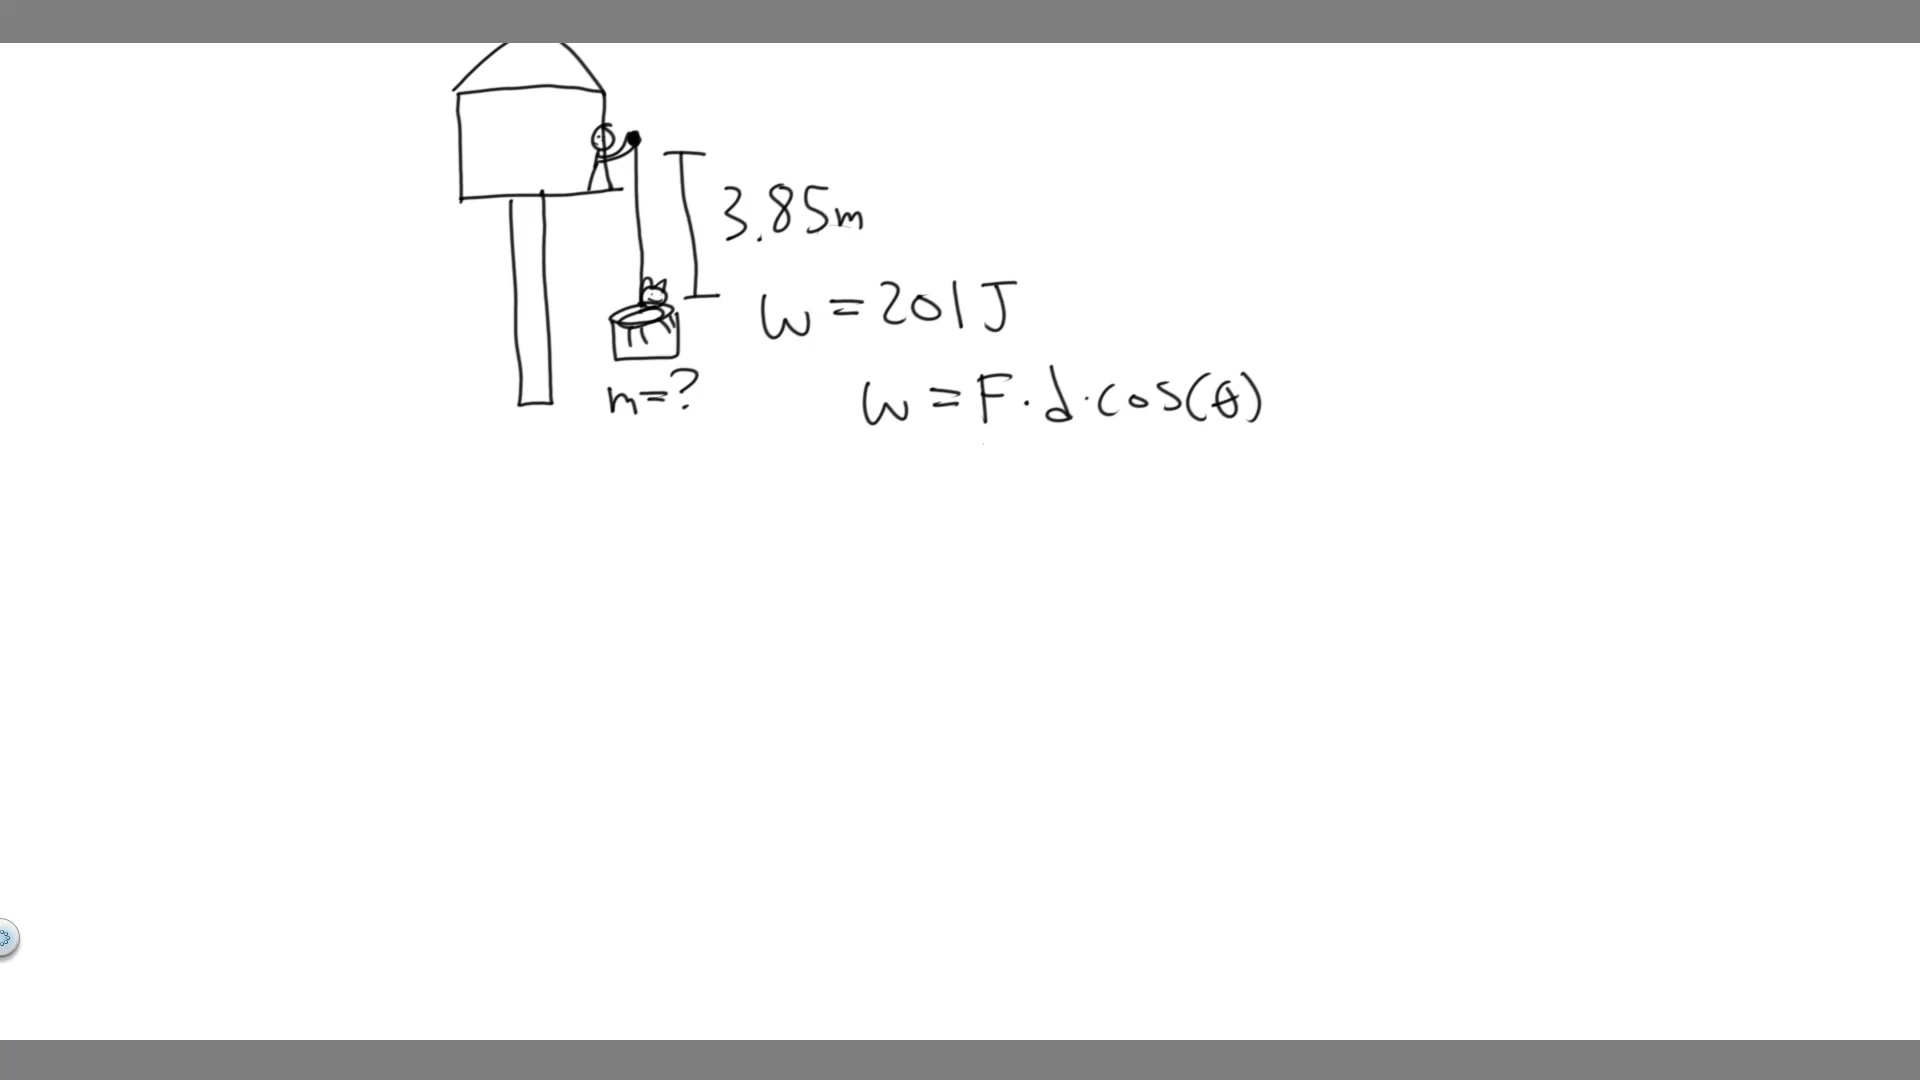 3.85m
W = 201J
m=?
W = F·d·cos(θ)